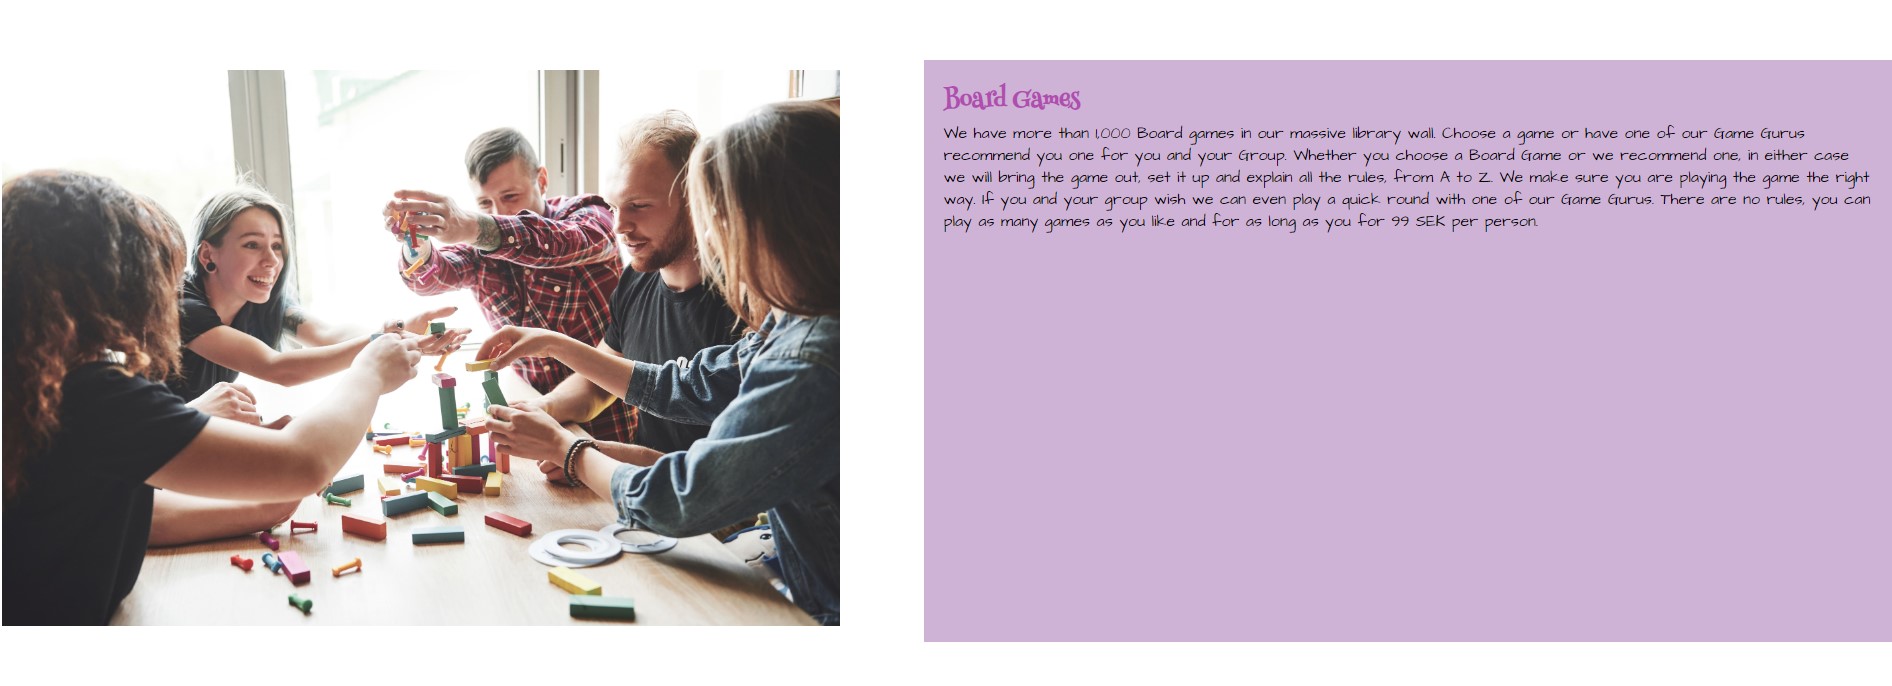 Board Games
We have more than 1,000 Board games in our massive library wall. Choose a game or have one of our Game Gurus
recommend you one for you and your Group. Whether you choose a Board Game or we recommend one, in either case
we will bring the game out, set it up and explain all the rules, from A to Z. We make sure you are playing the game the right
way. If you and your group wish we can even play a quick round with one of our Game Gurus. There are no rules, you can
play as many games as you like and for as long as you for 99 SEK per person.